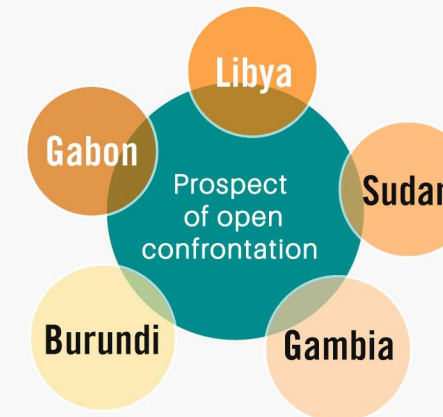 Libya
Gabon
Prospect
of open
confrontation
Sudan
Burundi
Gambia